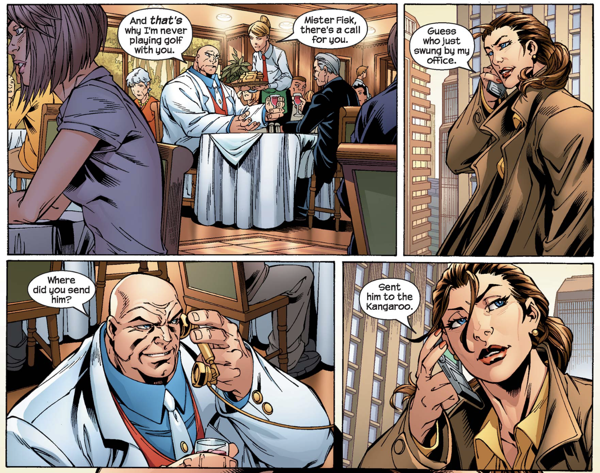 And that's
why I'm never
playing golf
with you.
Mister Fisk,
there's a call
for you.
Guess
who just
swung by my
office.
Where
did you send
him?
Sent
him to the
Kangaroo.